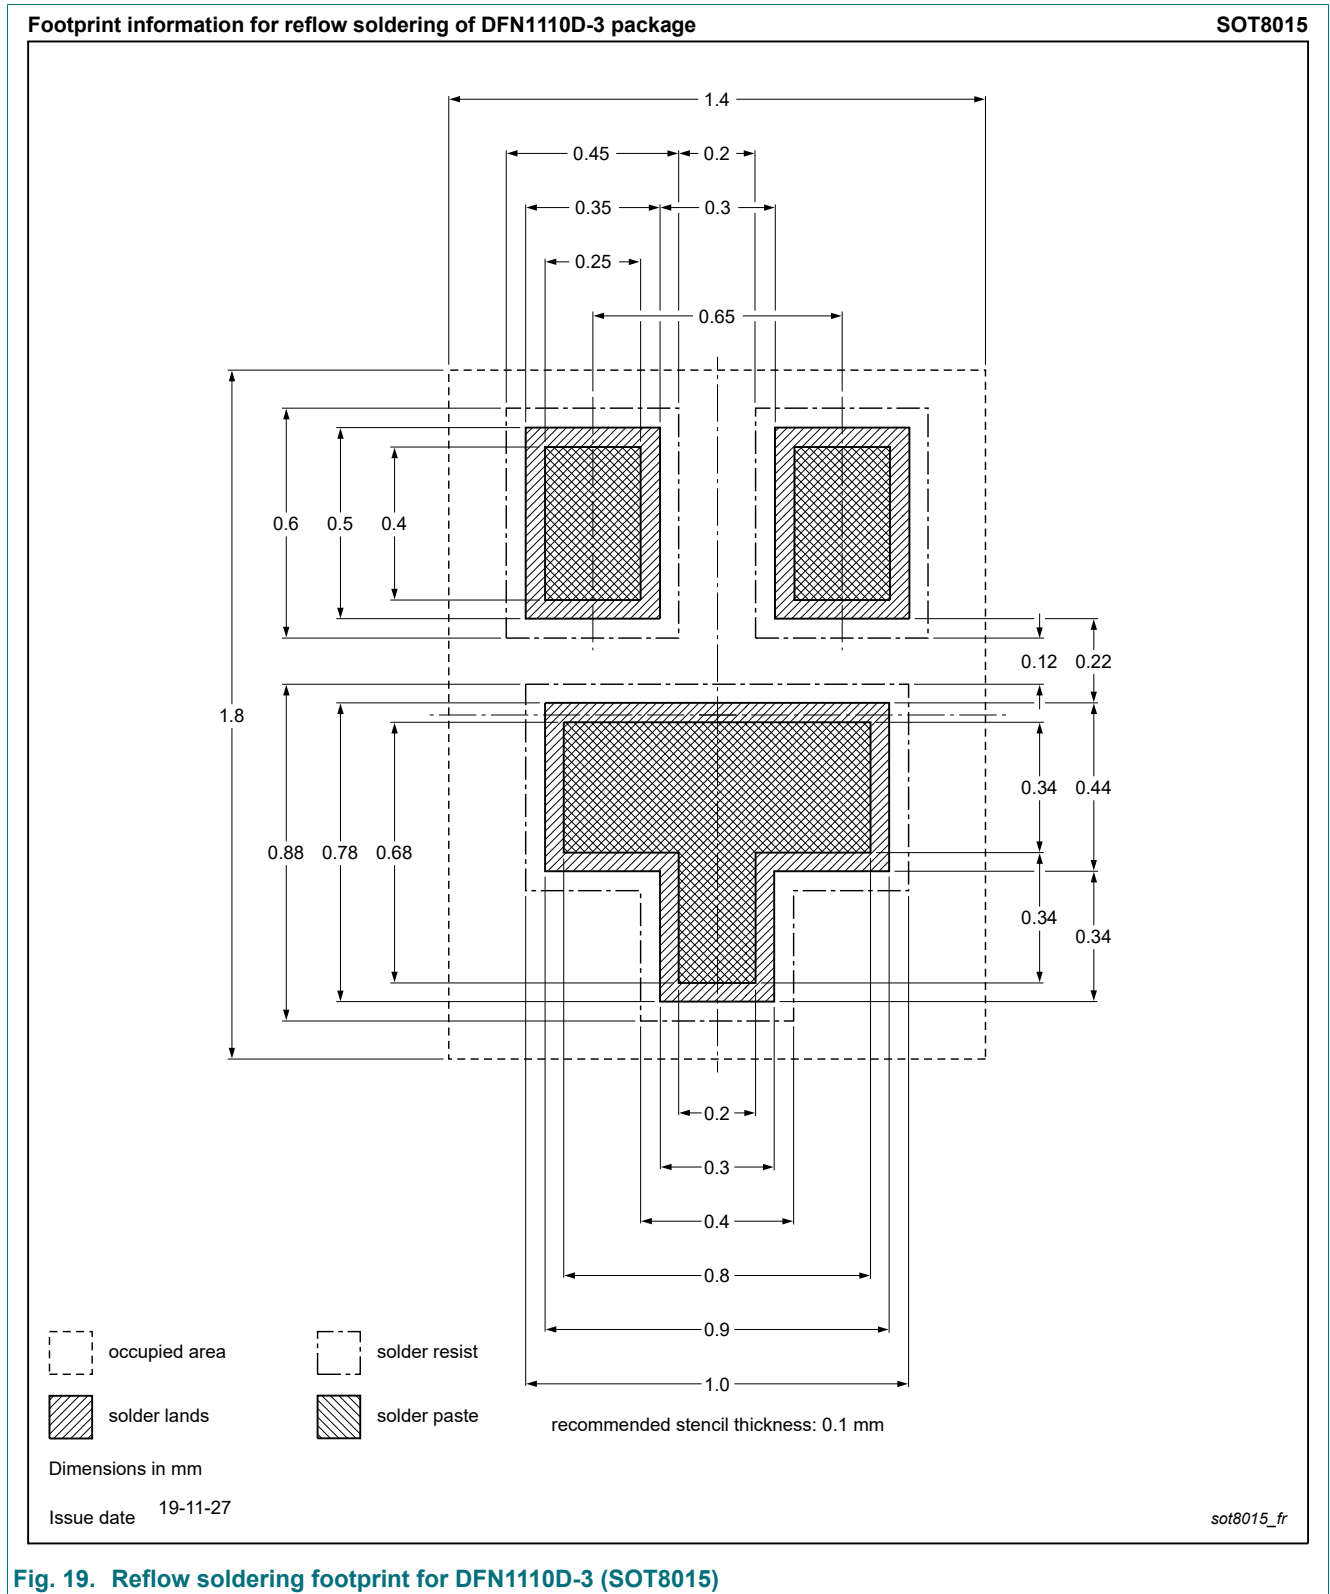 Footprint information for reflow soldering of DFN1110D-3 package SOT8015
1.4
0.45 0.2
0.35 0.3
0.25
0.65
0.6 0.5 0.4
0.12 0.22
1.8
0.34 0.44
0.88 0.78 0.68
0.34 0.34
0.2
0.3
0.4
0.8
0.9
1.0
occupied area solder resist
solder lands solder paste
recommended stencil thickness: 0.1 mm
Dimensions in mm
Issue date 19-11-27
sot8015_fr
Fig. 19. Reflow soldering footprint for DFN1110D-3 (SOT8015)